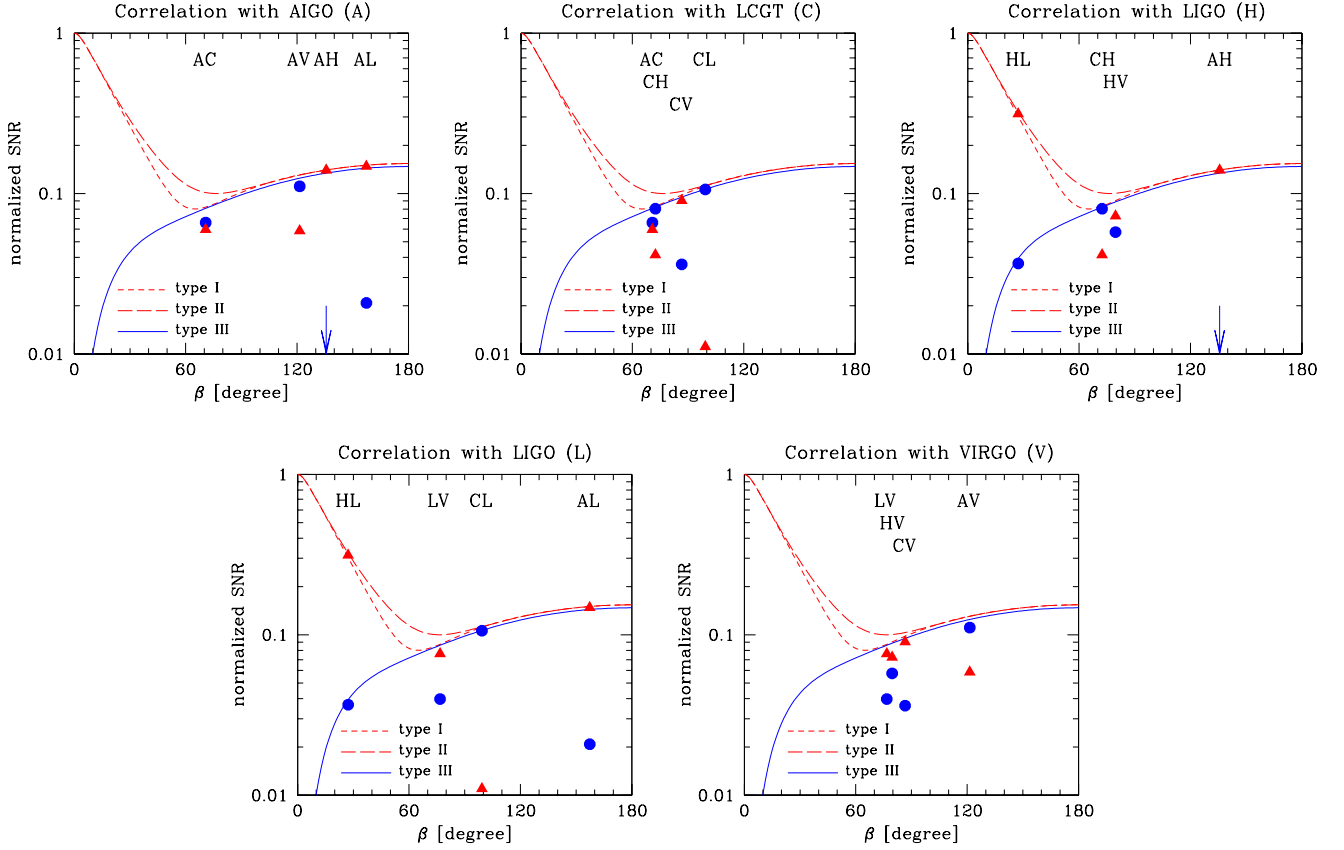 Correlation with AIGO (A)
1
0.1
0.01
normalized SNR
AC
AV AH
AL
type I
type II
type III
0
60
120
180
β [degree]
Correlation with LCGT (C)
1
0.1
0.01
normalized SNR
AC
CL
CH
CV
type I
type II
type III
0
60
120
180
β [degree]
Correlation with LIGO (H)
1
0.1
0.01
normalized SNR
HL
CH
AH
HV
type I
type II
type III
0
60
120
180
β [degree]
Correlation with LIGO (L)
1
0.1
0.01
normalized SNR
HL
LV
CL
AL
type I
type II
type III
0
60
120
180
β [degree]
Correlation with VIRGO (V)
1
0.1
0.01
normalized SNR
LV
AV
HV
CV
type I
type II
type III
0
60
120
180
β [degree]